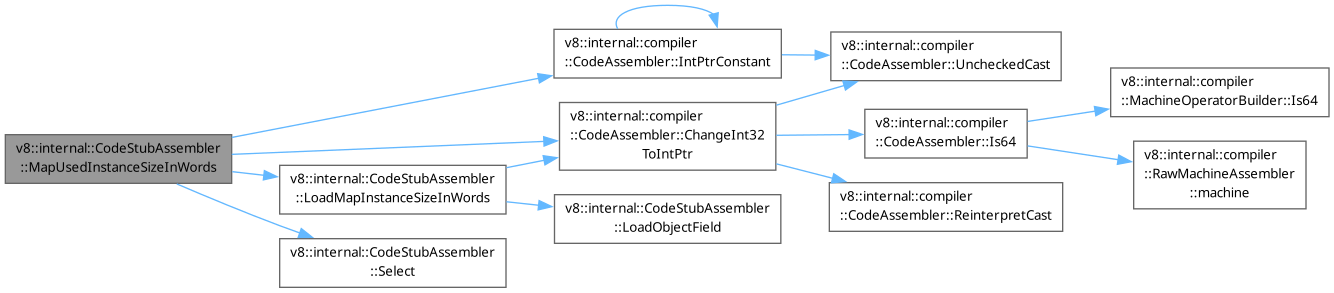 v8::internal::CodeStubAssembler
::MapUsedInstanceSizeInWords
v8::internal::compiler
::CodeAssembler::IntPtrConstant
v8::internal::compiler
::CodeAssembler::UncheckedCast
v8::internal::compiler
::CodeAssembler::ChangeInt32
ToIntPtr
v8::internal::compiler
::CodeAssembler::Is64
v8::internal::compiler
::MachineOperatorBuilder::Is64
v8::internal::compiler
::RawMachineAssembler
::machine
v8::internal::compiler
::CodeAssembler::ReinterpretCast
v8::internal::CodeStubAssembler
::LoadMapInstanceSizeInWords
v8::internal::CodeStubAssembler
::LoadObjectField
v8::internal::CodeStubAssembler
::Select